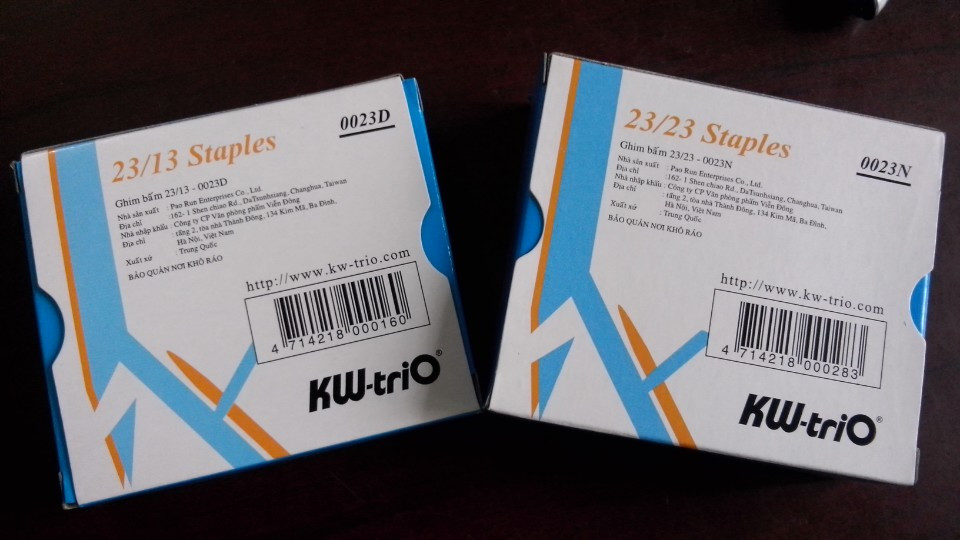 23/13 Staples
0023D
Ghim bấm 23/13 - 0023D
Nhà sản xuất : Pao Run Enterprises Co., Ltd.
Địa chỉ : 162- 1 Shen chiao Rd., DaTsunhsiang, Changhua, Taiwan
Nhà nhập khẩu : Công ty CP Văn phòng phẩm Viễn Đông
Địa chỉ : tầng 2, tòa nhà Thành Đông, 134 Kim Mã, Ba Đình,
Hà Nội, Việt Nam
Xuất xứ : Trung Quốc
BẢO QUẢN NƠI KHÔ RÁO
http://www.kw-trio.com
4 714218 000160
KW-triO®
23/23 Staples
0023N
Ghim bấm 23/23 - 0023N
Nhà sản xuất : Pao Run Enterprises Co., Ltd.
Địa chỉ :162- 1 Shen chiao Rd., DaTsunhsiang, Changhua, Taiwan
Nhà nhập khẩu : Công ty CP Văn phòng phẩm Viễn Đông
Địa chỉ : tầng 2, tòa nhà Thành Đông, 134 Kim Mã, Ba Đình,
Hà Nội, Việt Nam
Xuất xứ : Trung Quốc
BẢO QUẢN NƠI KHÔ RÁO
http://www.kw-trio.com
4 714218 000283
KW-triO®